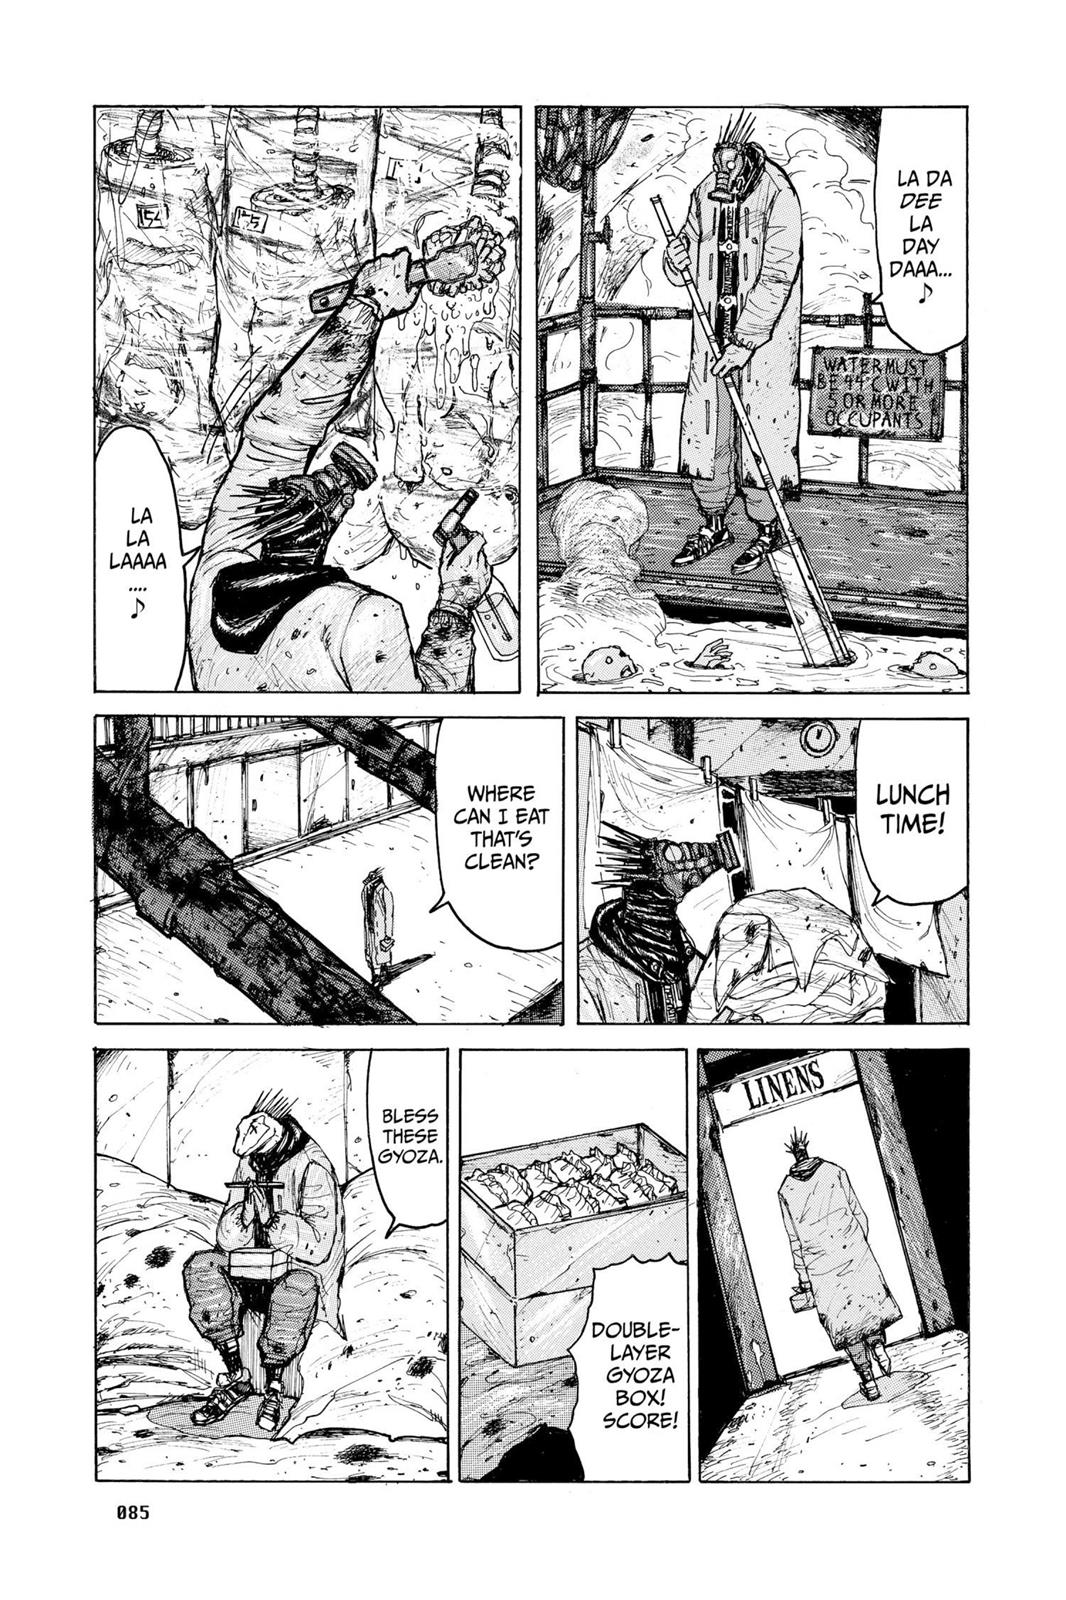 LA DA
DEE
LA
DAY
DAAA...
♪
WATER MUST
BE 44°C WITH
5 OR MORE
OCCUPANTS
LA
LA
LAAAA
....
♪
LUNCH
TIME!
WHERE
CAN I EAT
THAT'S
CLEAN?
LINENS
DOUBLE-
LAYER
GYOZA
BOX!
SCORE!
BLESS
THESE
GYOZA.
085